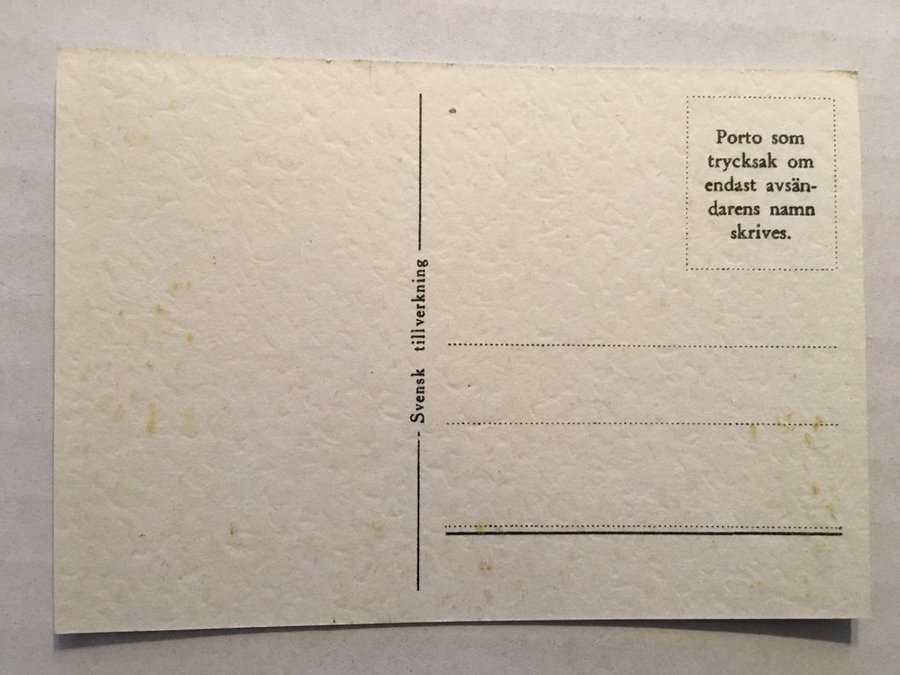 Svensk tillverkning
Porto som
trycksak om
endast avsän-
darens namn
skrives.